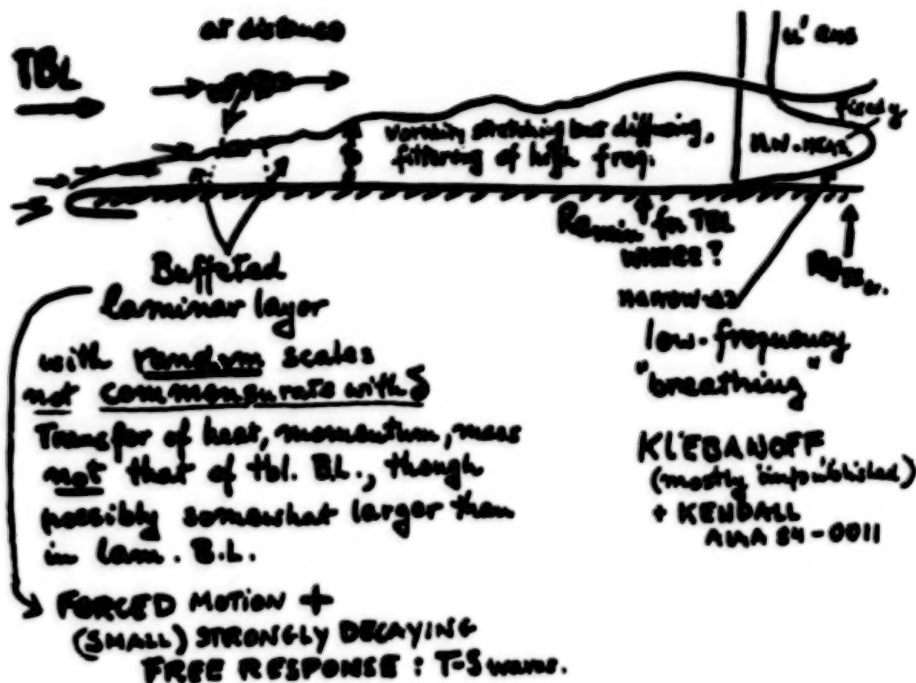 at distance
TBL
u' rms
Vorticity stretching but diffusing,
filtering of high freq.
δ
Re min for TBL
WHERE?
Buffeted
laminar layer
with random scales
not commensurate with δ
Transfer of heat, momentum, mass
not that of tbl. B.L., though
possibly somewhat larger than
in lam. B.L.
FORCED MOTION +
(SMALL) STRONGLY DECAYING
FREE RESPONSE: T-S waves.
low-frequency
"breathing"
KLEBANOFF
(mostly unpublished)
+ KENDALL
AIAA 84-0011